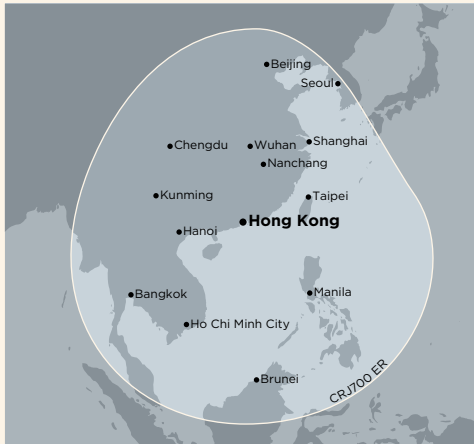 Beijing
Seoul
Shanghai
Chengdu
Wuhan
Nanchang
Kunming
Taipei
Hong Kong
Hanoi
Bangkok
Manila
Ho Chi Minh City
Brunei
CRJ700 ER